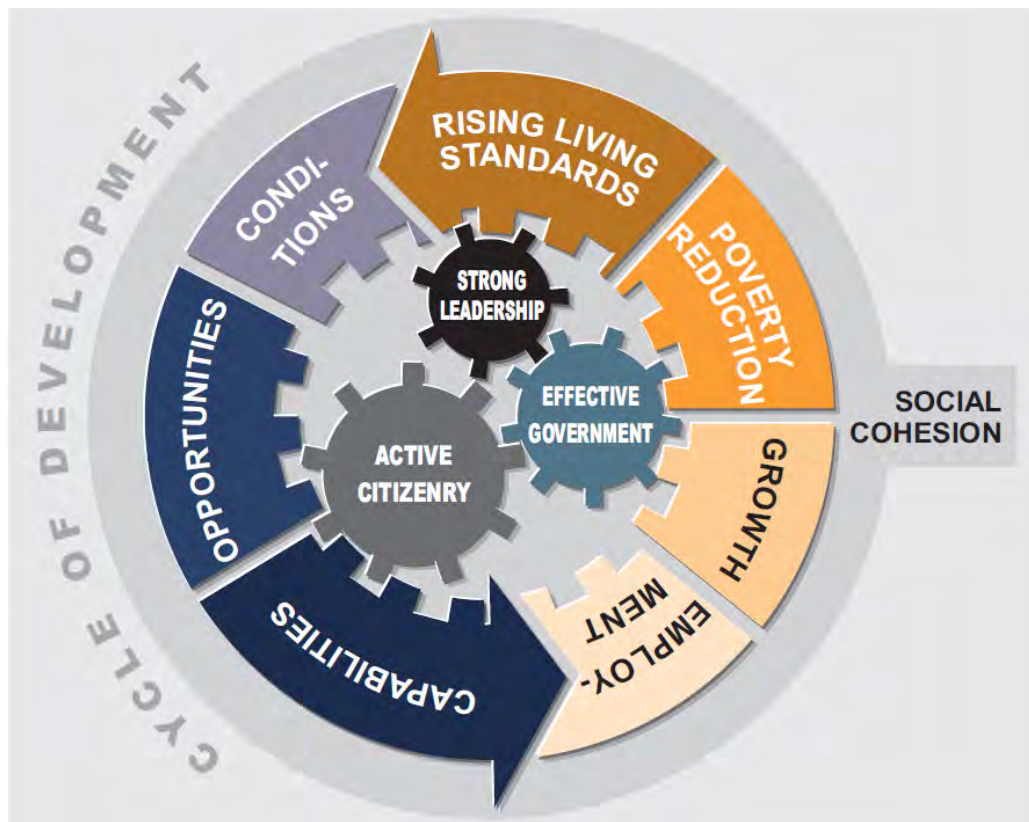 CYCLE OF DEVELOPMENT
RISING LIVING
STANDARDS
POVERTY
REDUCTION
GROWTH
EMPLOY-
MENT
CAPABILITIES
OPPORTUNITIES
CONDI-
TIONS
STRONG
LEADERSHIP
EFFECTIVE
GOVERNMENT
ACTIVE
CITIZENRY
SOCIAL
COHESION